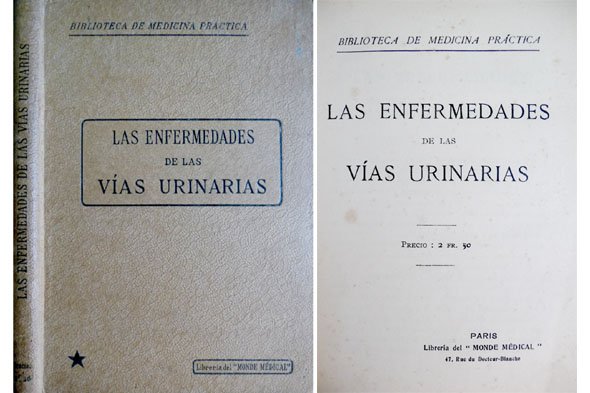 LAS ENFERMEDADES DE LAS VÍAS URINARIAS
BIBLIOTECA DE MEDICINA PRACTICA
LAS ENFERMEDADES
DE LAS
VÍAS URINARIAS
Librería del "MONDE MÉDICAL"
BIBLIOTECA DE MEDICINA PRÁCTICA
LAS ENFERMEDADES
DE LAS
VÍAS URINARIAS
PRECIO : 2 FR. 50
PARIS
Librería del "MONDE MÉDICAL"
47, Rue du Docteur-Blanche